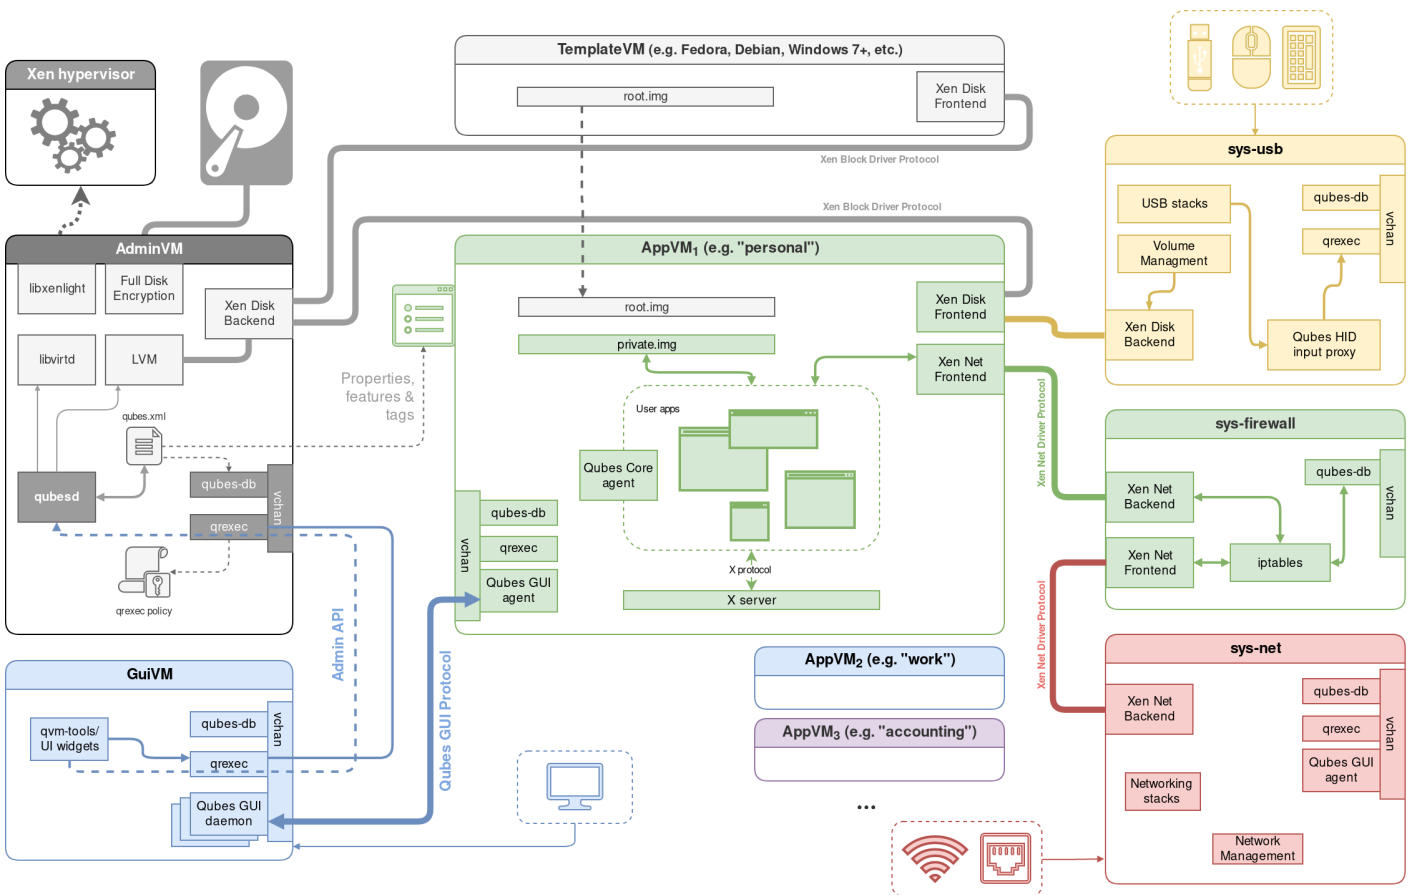 Xen hypervisor
TemplateVM (e.g. Fedora, Debian, Windows 7+, etc.)
root.img
Xen Disk
Frontend
Xen Block Driver Protocol
Xen Block Driver Protocol
AdminVM
libxenlight
Full Disk
Encryption
Xen Disk
Backend
libvirtd
LVM
qubes.xml
qubesd
qubes-db
qrexec
vchan
qrexec policy
Properties,
features &
tags
Admin API
Qubes GUI Protocol
GuiVM
qvm-tools/
UI widgets
qubes-db
qrexec
Qubes GUI
daemon
vchan
AppVM1 (e.g. "personal")
root.img
private.img
Xen Disk
Frontend
Xen Net
Frontend
User apps
Qubes Core
agent
qubes-db
qrexec
Qubes GUI
agent
vchan
X protocol
X server
AppVM2 (e.g. "work")
AppVM3 (e.g. "accounting")
...
Xen Net Driver Protocol
Xen Net Driver Protocol
sys-usb
USB stacks
Volume
Managment
Xen Disk
Backend
qubes-db
qrexec
vchan
Qubes HID
input proxy
sys-firewall
Xen Net
Backend
Xen Net
Frontend
qubes-db
vchan
iptables
sys-net
Xen Net
Backend
qubes-db
qrexec
Qubes GUI
agent
vchan
Networking
stacks
Network
Management